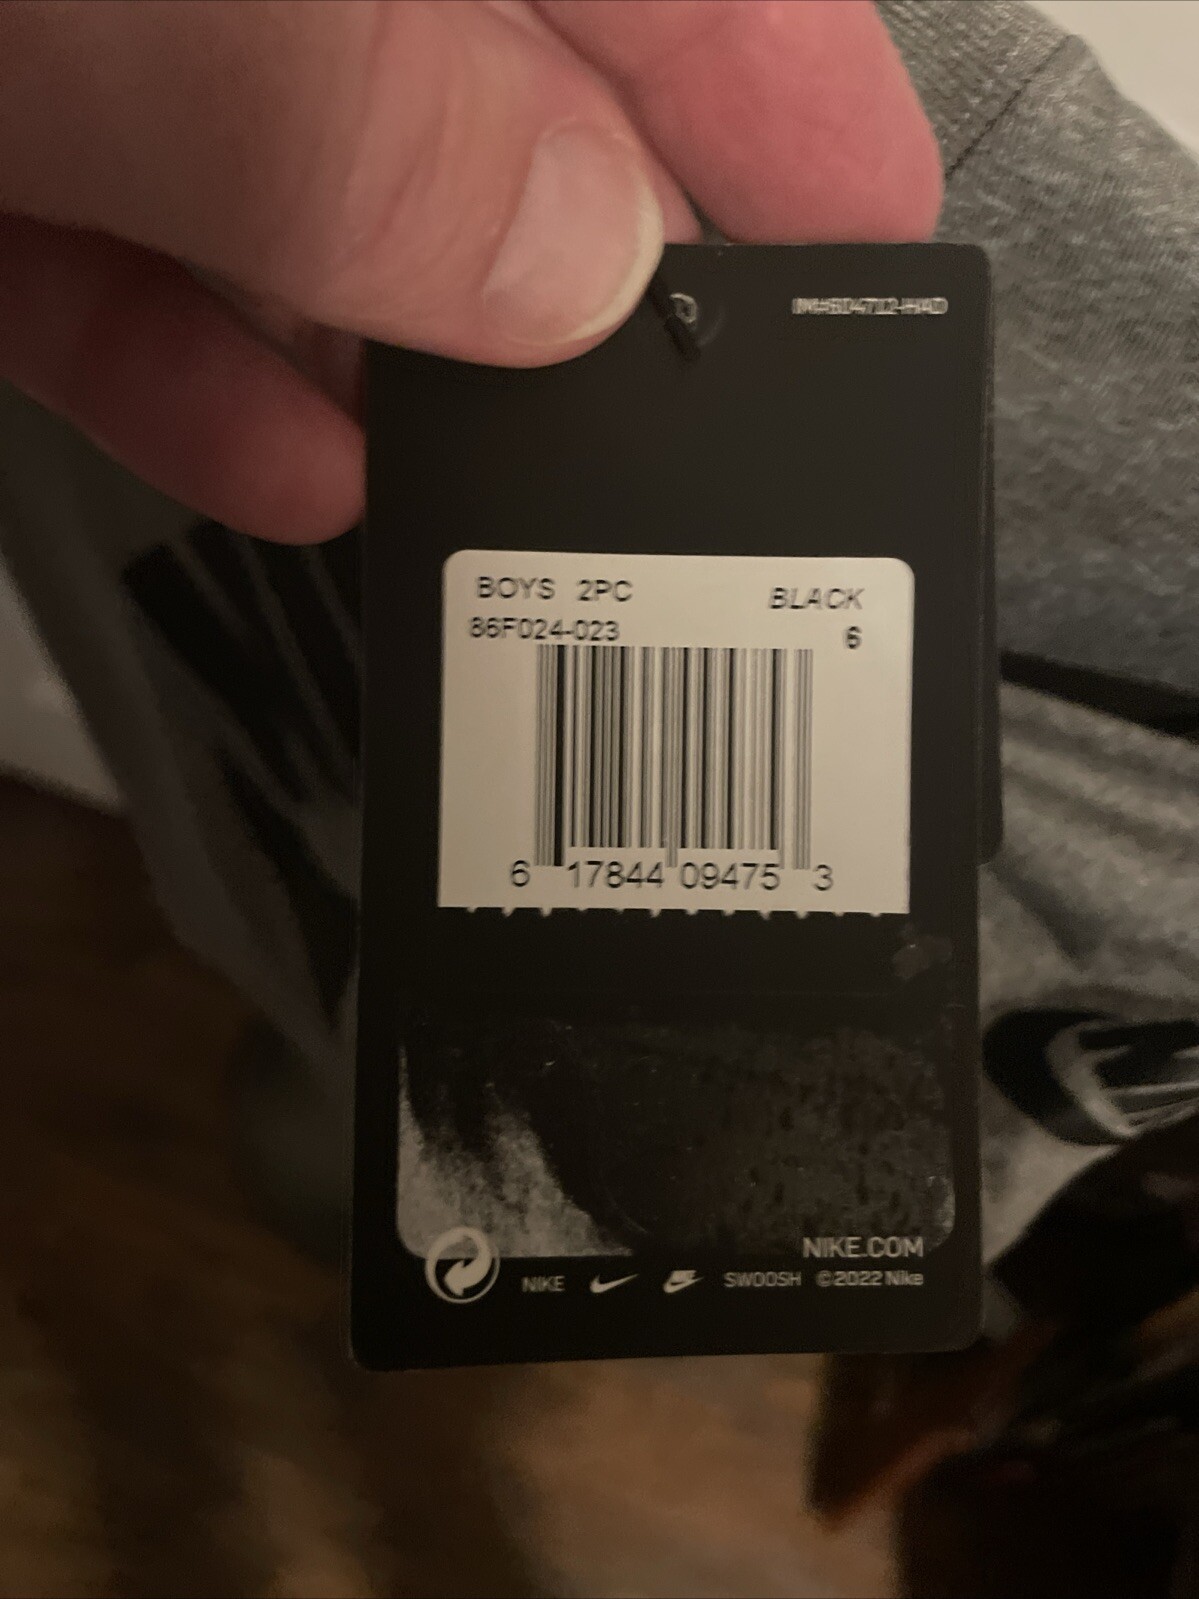 BOYS 2PC BLACK
86F024-023 6
6 17844 09475 3
NIKE.COM
NIKE SWOOSH ©2022 Nike